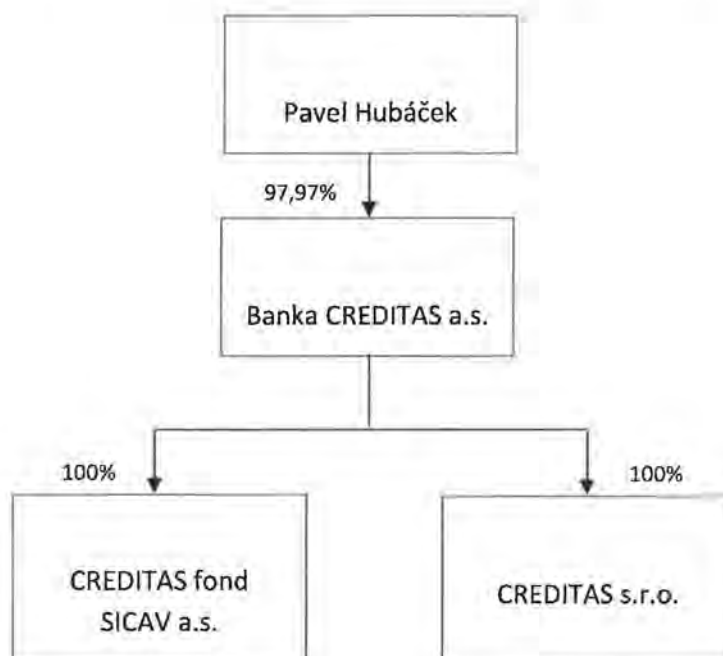 Pavel Hubáček
97,97%
Banka CREDITAS a.s.
100%
100%
CREDITAS fond
SICAV a.s.
CREDITAS s.r.o.